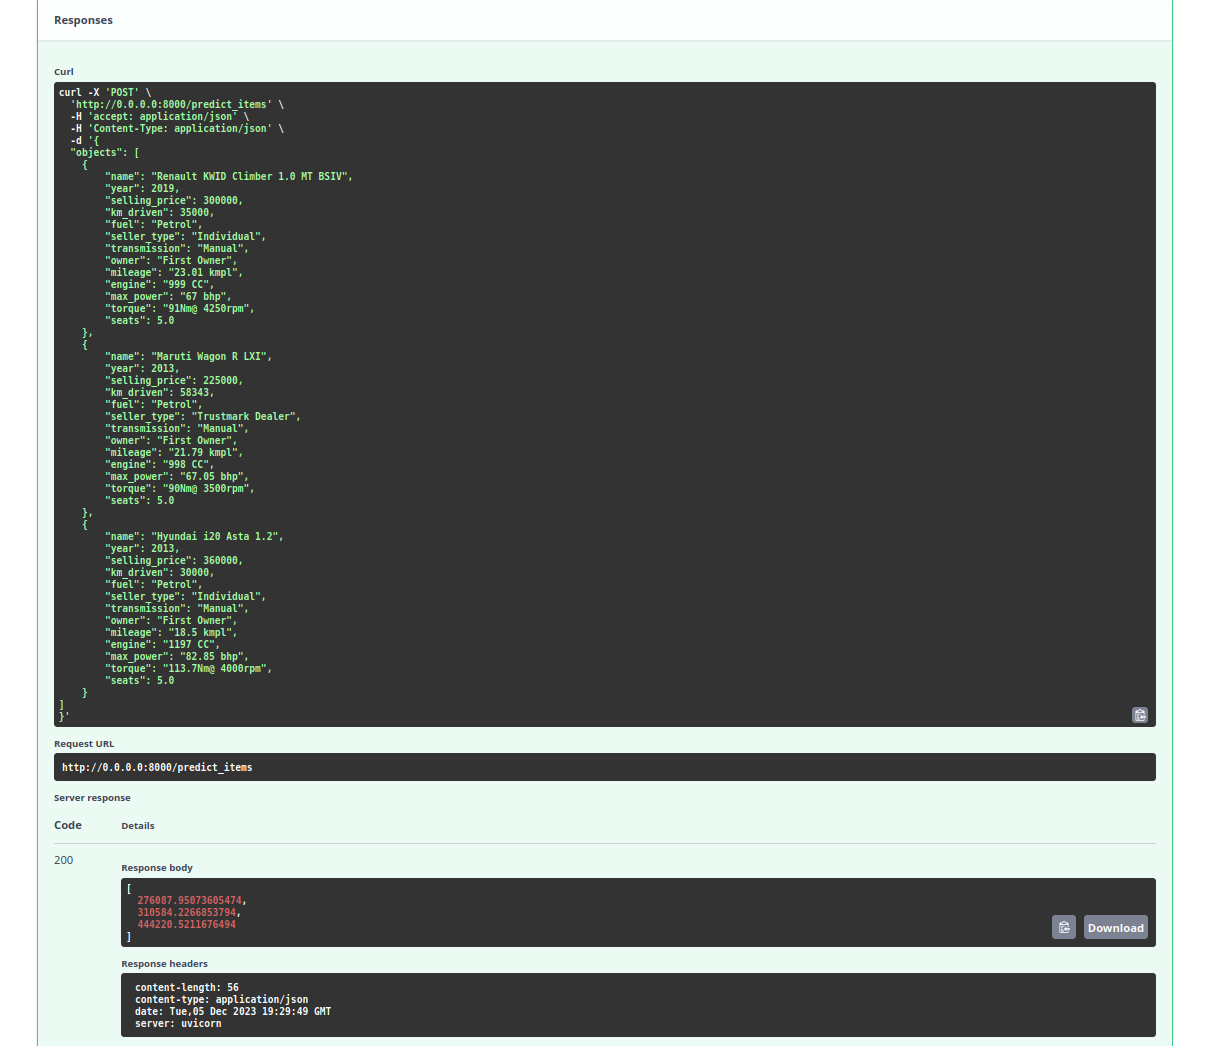 Responses
Curl
curl -X 'POST' \
  'http://0.0.0.0:8000/predict_items' \
  -H 'accept: application/json' \
  -H 'Content-Type: application/json' \
  -d '{
  "objects": [
    {
        "name": "Renault KWID Climber 1.0 MT BSIV",
        "year": 2019,
        "selling_price": 300000,
        "km_driven": 35000,
        "fuel": "Petrol",
        "seller_type": "Individual",
        "transmission": "Manual",
        "owner": "First Owner",
        "mileage": "23.01 kmpl",
        "engine": "999 CC",
        "max_power": "67 bhp",
        "torque": "91Nm@ 4250rpm",
        "seats": 5.0
    },
    {
        "name": "Maruti Wagon R LXI",
        "year": 2013,
        "selling_price": 225000,
        "km_driven": 58343,
        "fuel": "Petrol",
        "seller_type": "Trustmark Dealer",
        "transmission": "Manual",
        "owner": "First Owner",
        "mileage": "21.79 kmpl",
        "engine": "998 CC",
        "max_power": "67.05 bhp",
        "torque": "90Nm@ 3500rpm",
        "seats": 5.0
    },
    {
        "name": "Hyundai i20 Asta 1.2",
        "year": 2013,
        "selling_price": 360000,
        "km_driven": 30000,
        "fuel": "Petrol",
        "seller_type": "Individual",
        "transmission": "Manual",
        "owner": "First Owner",
        "mileage": "18.5 kmpl",
        "engine": "1197 CC",
        "max_power": "82.85 bhp",
        "torque": "113.7Nm@ 4000rpm",
        "seats": 5.0
    }
]
}'
Request URL
http://0.0.0.0:8000/predict_items
Server response
Code Details
200
Response body
[
  276087.95073605474,
  310584.2266853794,
  444220.5211676494
]
Download
Response headers
content-length: 56
content-type: application/json
date: Tue,05 Dec 2023 19:29:49 GMT
server: uvicorn